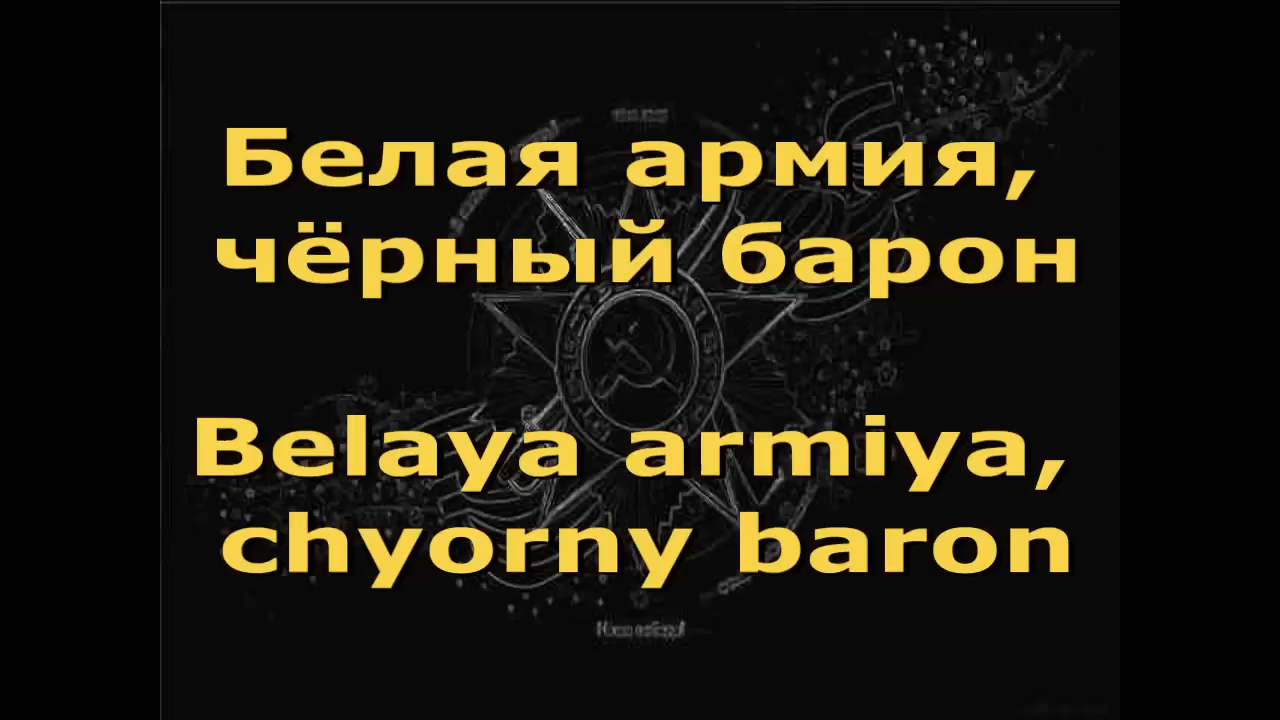 Белая армия,
чёрный барон
Belaya armiya,
chyorny baron